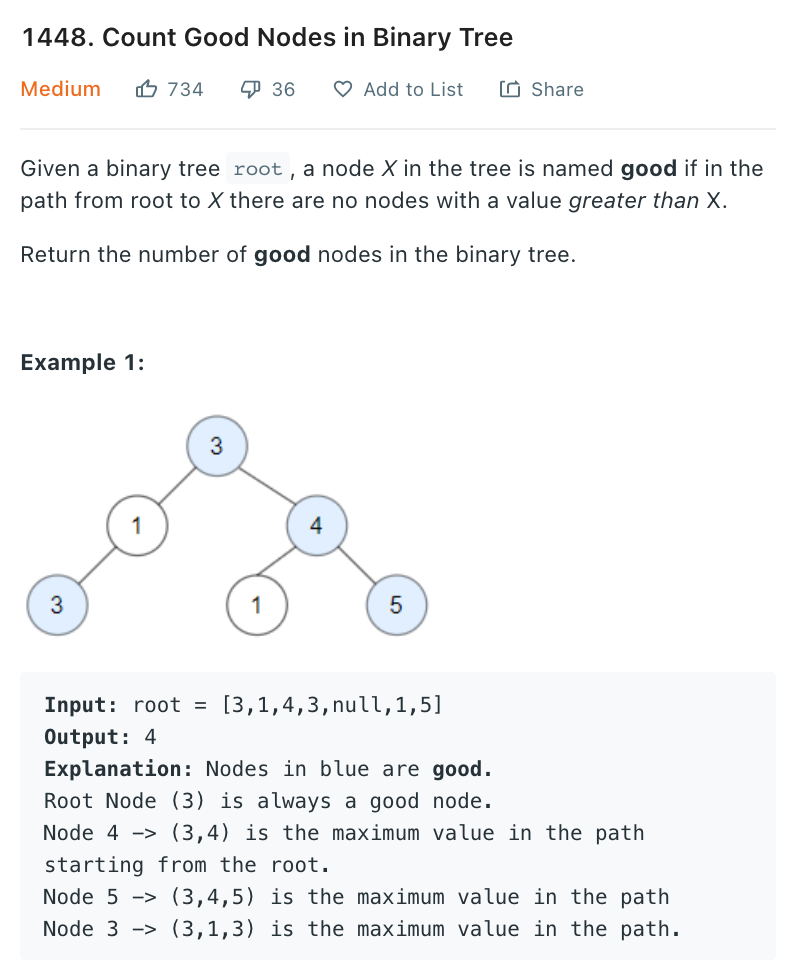 1448. Count Good Nodes in Binary Tree
Medium 734 36 Add to List Share
Given a binary tree root , a node X in the tree is named good if in the
path from root to X there are no nodes with a value greater than X.
Return the number of good nodes in the binary tree.
Example 1:
3
1 4
3 1 5
Input: root = [3,1,4,3,null,1,5]
Output: 4
Explanation: Nodes in blue are good.
Root Node (3) is always a good node.
Node 4 -> (3,4) is the maximum value in the path
starting from the root.
Node 5 -> (3,4,5) is the maximum value in the path
Node 3 -> (3,1,3) is the maximum value in the path.